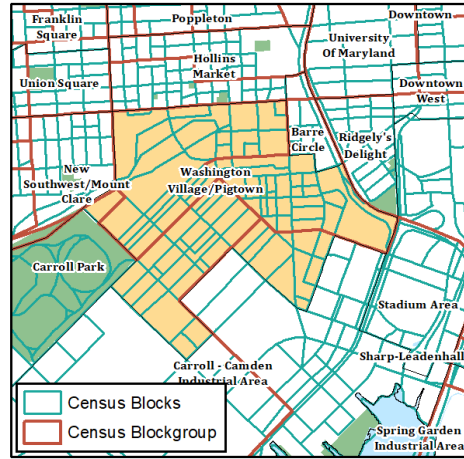 Franklin
Square
Poppleton
Downtown
University
Of Maryland
Hollins
Market
Union Square
Downtown
West
Barre
Circle
Ridgely's
Delight
New
Southwest/Mount
Clare
Washington
Village/Pigtown
Carroll Park
Stadium Area
Sharp-Leadenhall
Carroll - Camden
Industrial Area
Census Blocks
Census Blockgroup
Spring Garden
Industrial Area